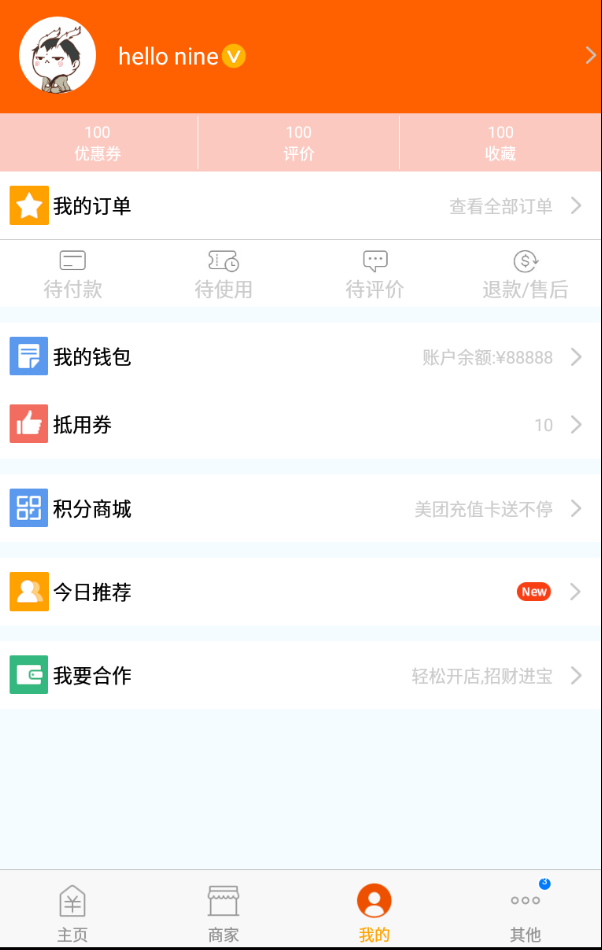 hello nine V
100 100 100
优惠券 评价 收藏
我的订单 查看全部订单
待付款 待使用 待评价 退款/售后
我的钱包 账户余额:¥88888
抵用券 10
积分商城 美团充值卡送不停
今日推荐 New
我要合作 轻松开店,招财进宝
3
主页 商家 我的 其他